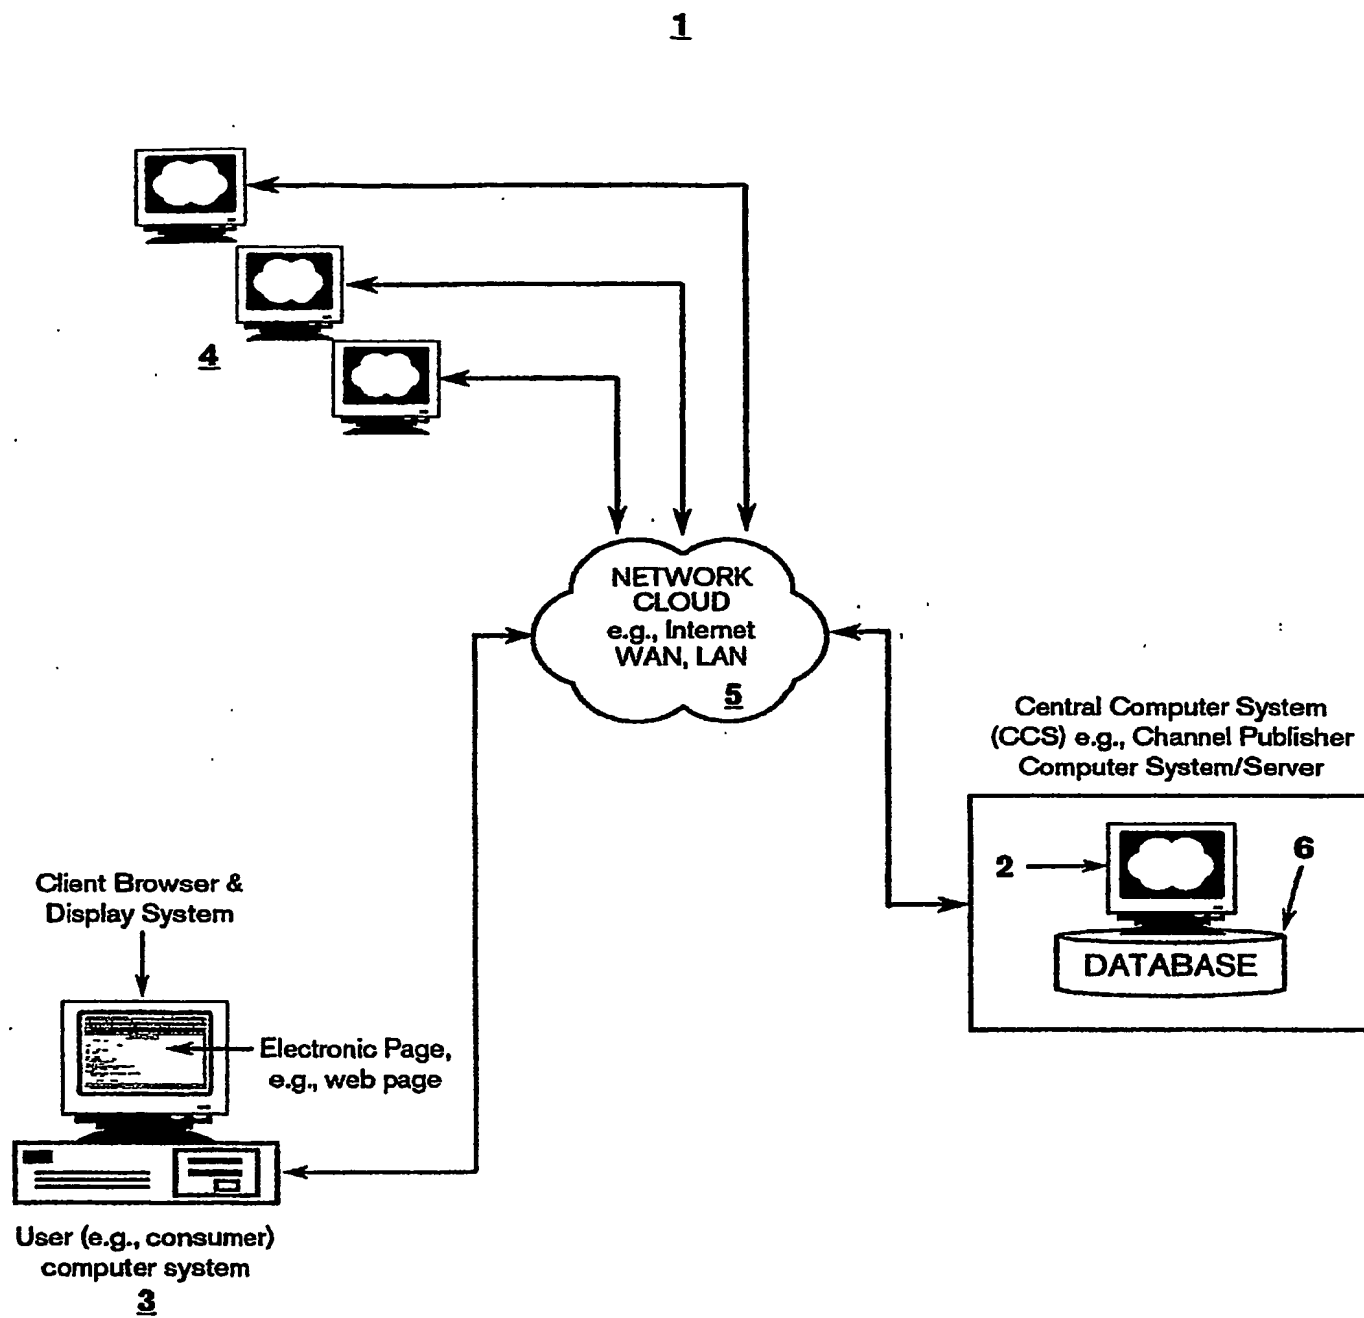 1
4
NETWORK
CLOUD
e.g., Internet
WAN, LAN
5
Central Computer System
(CCS) e.g., Channel Publisher
Computer System/Server
2
6
DATABASE
Client Browser &
Display System
Electronic Page,
e.g., web page
User (e.g., consumer)
computer system
3